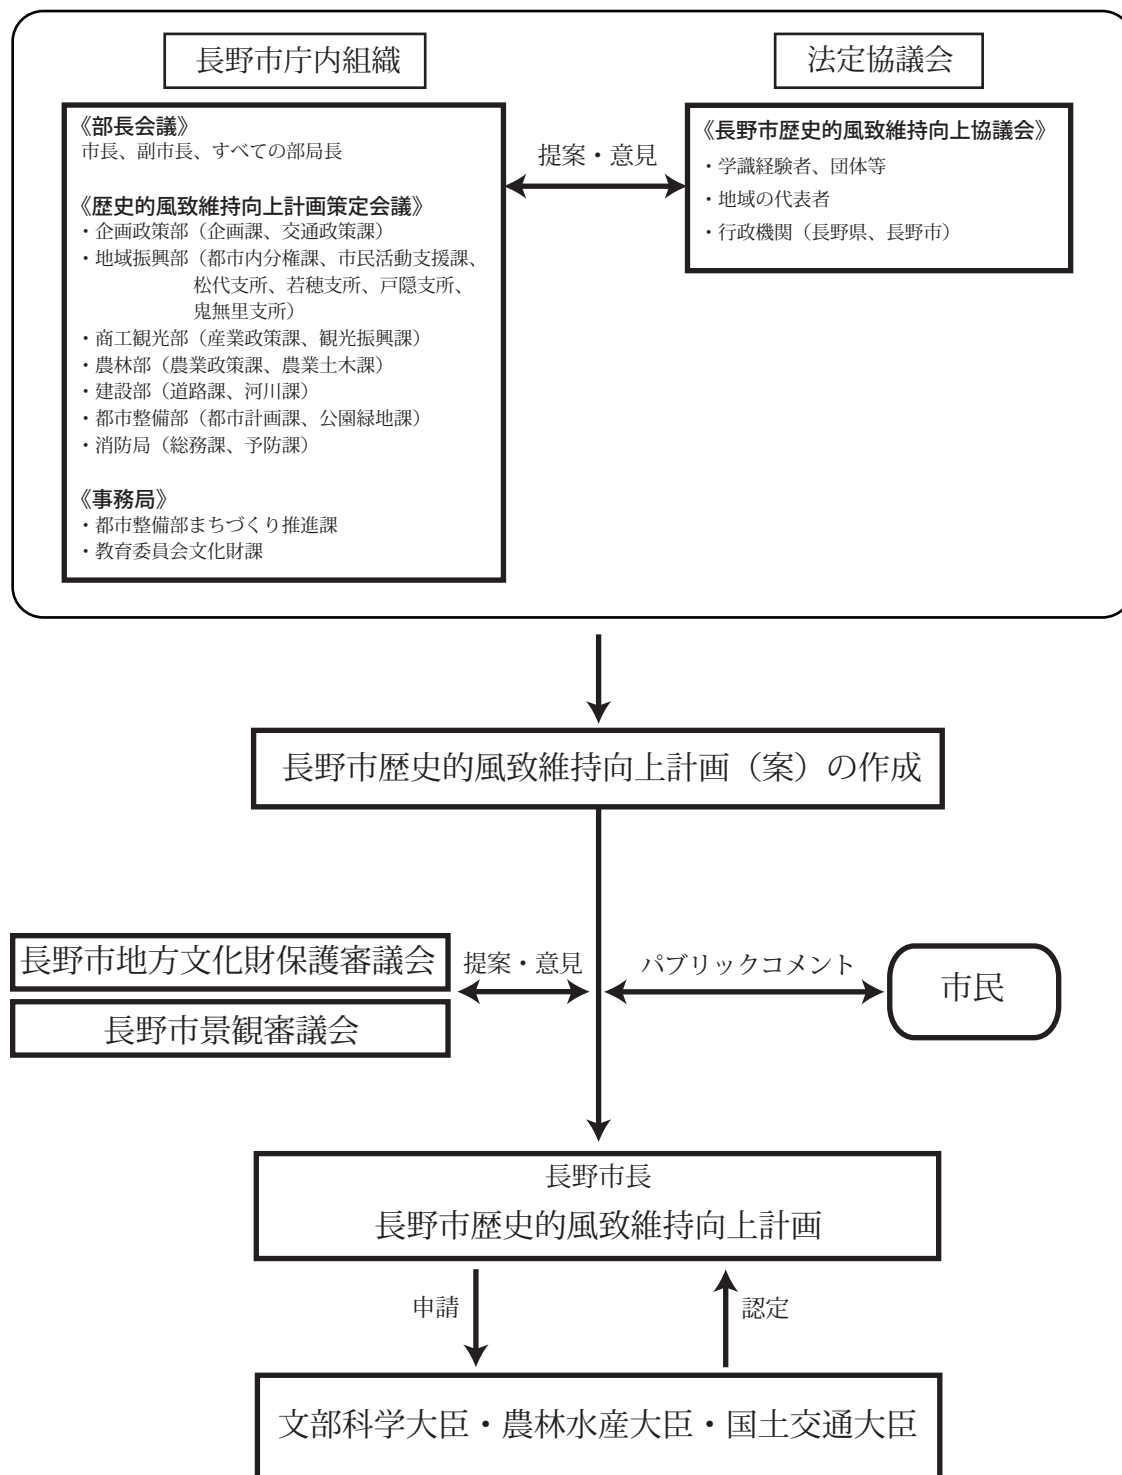 長野市庁内組織
《部長会議》
市長、副市長、すべての部局長
《歴史的風致維持向上計画策定会議》
・企画政策部（企画課、交通政策課）
・地域振興部（都市内分権課、市民活動支援課、
松代支所、若穂支所、戸隠支所、
鬼無里支所）
・商工観光部（産業政策課、観光振興課）
・農林部（農業政策課、農業土木課）
・建設部（道路課、河川課）
・都市整備部（都市計画課、公園緑地課）
・消防局（総務課、予防課）
《事務局》
・都市整備部まちづくり推進課
・教育委員会文化財課
提案・意見
法定協議会
《長野市歴史的風致維持向上協議会》
・学識経験者、団体等
・地域の代表者
・行政機関（長野県、長野市）
長野市歴史的風致維持向上計画（案）の作成
長野市地方文化財保護審議会
長野市景観審議会
提案・意見
パブリックコメント
市民
長野市長
長野市歴史的風致維持向上計画
申請
認定
文部科学大臣・農林水産大臣・国土交通大臣